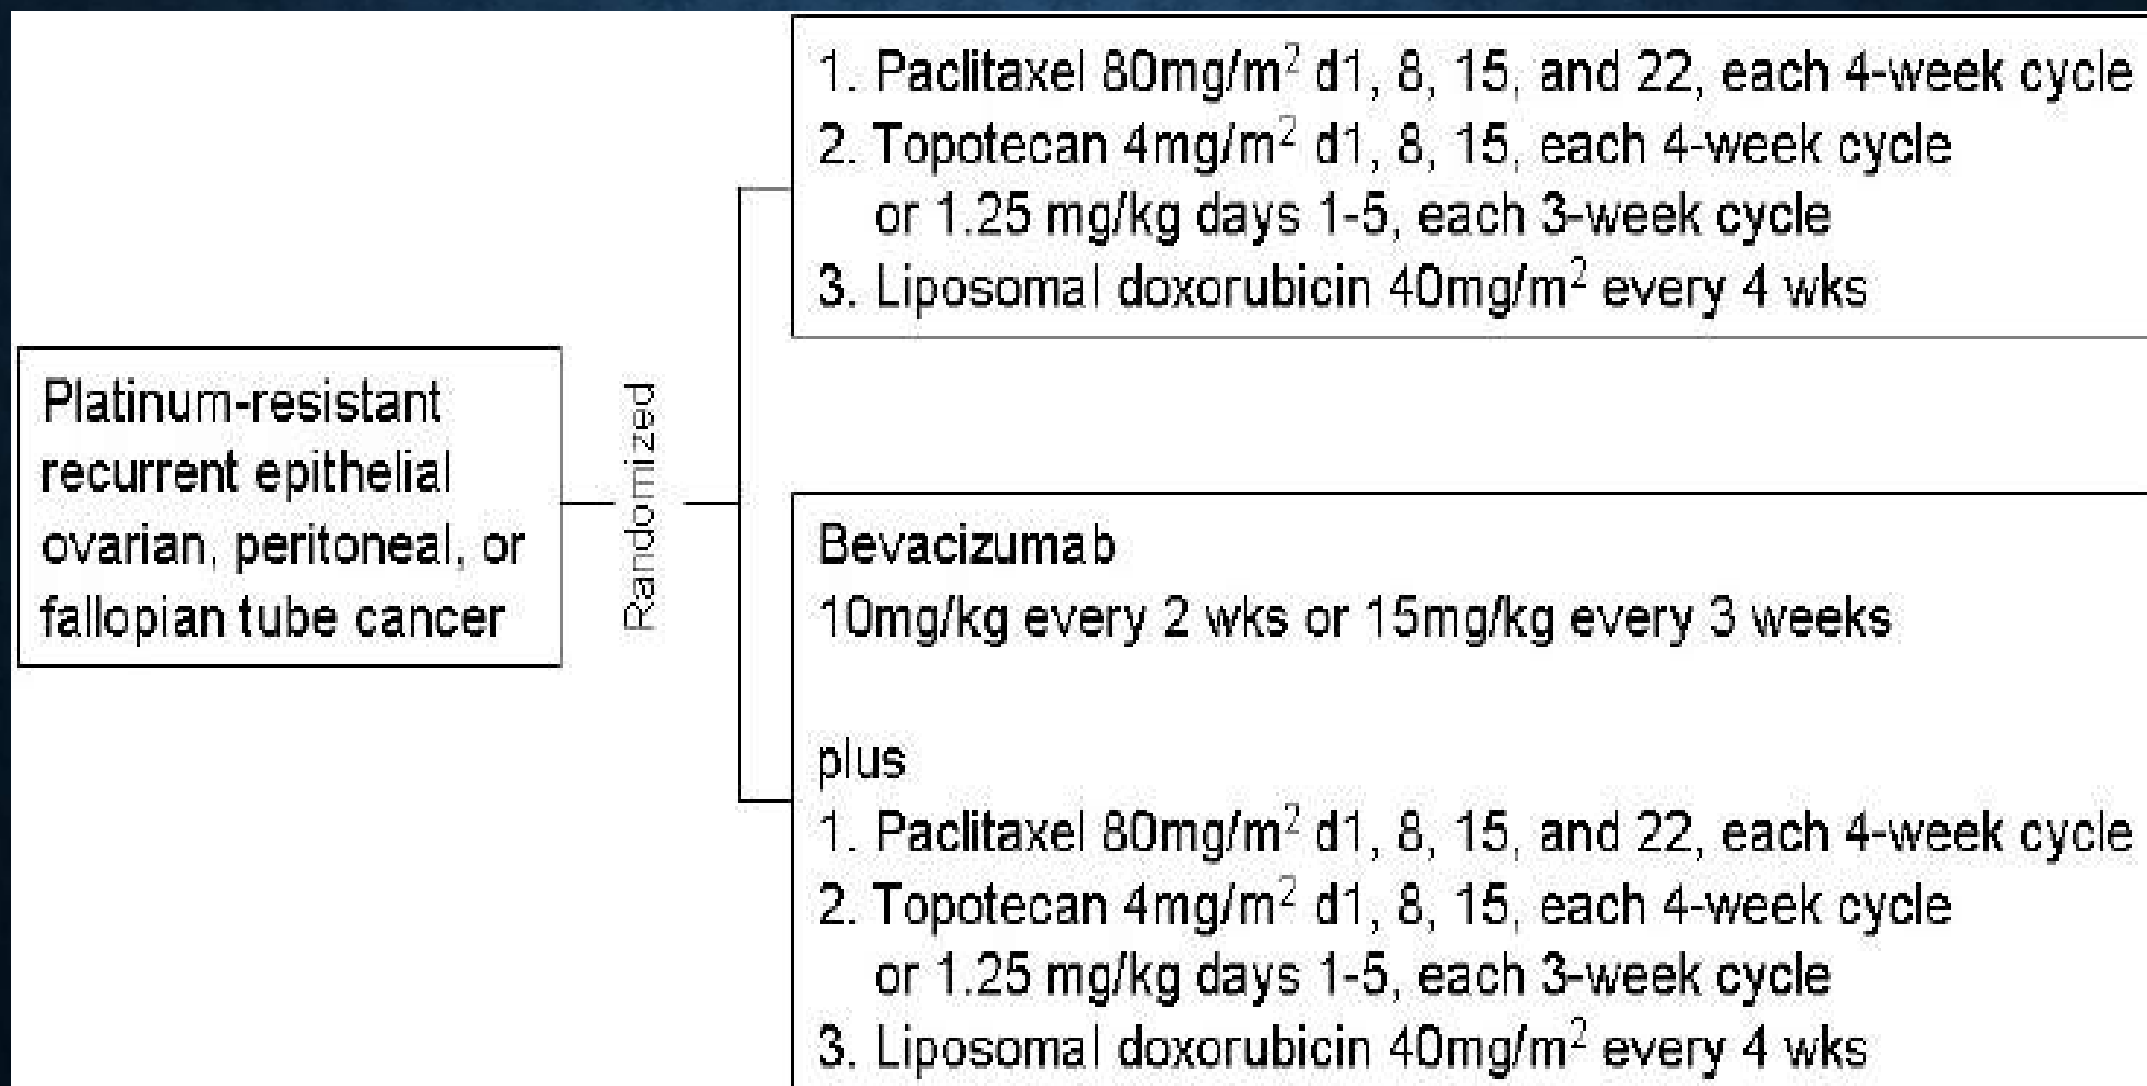 Platinum-resistant
recurrent epithelial
ovarian, peritoneal, or
fallopian tube cancer
Randomized
1. Paclitaxel 80mg/m² d1, 8, 15, and 22, each 4-week cycle
2. Topotecan 4mg/m² d1, 8, 15, each 4-week cycle
or 1.25 mg/kg days 1-5, each 3-week cycle
3. Liposomal doxorubicin 40mg/m² every 4 wks
Bevacizumab
10mg/kg every 2 wks or 15mg/kg every 3 weeks
plus
1. Paclitaxel 80mg/m² d1, 8, 15, and 22, each 4-week cycle
2. Topotecan 4mg/m² d1, 8, 15, each 4-week cycle
or 1.25 mg/kg days 1-5, each 3-week cycle
3. Liposomal doxorubicin 40mg/m² every 4 wks